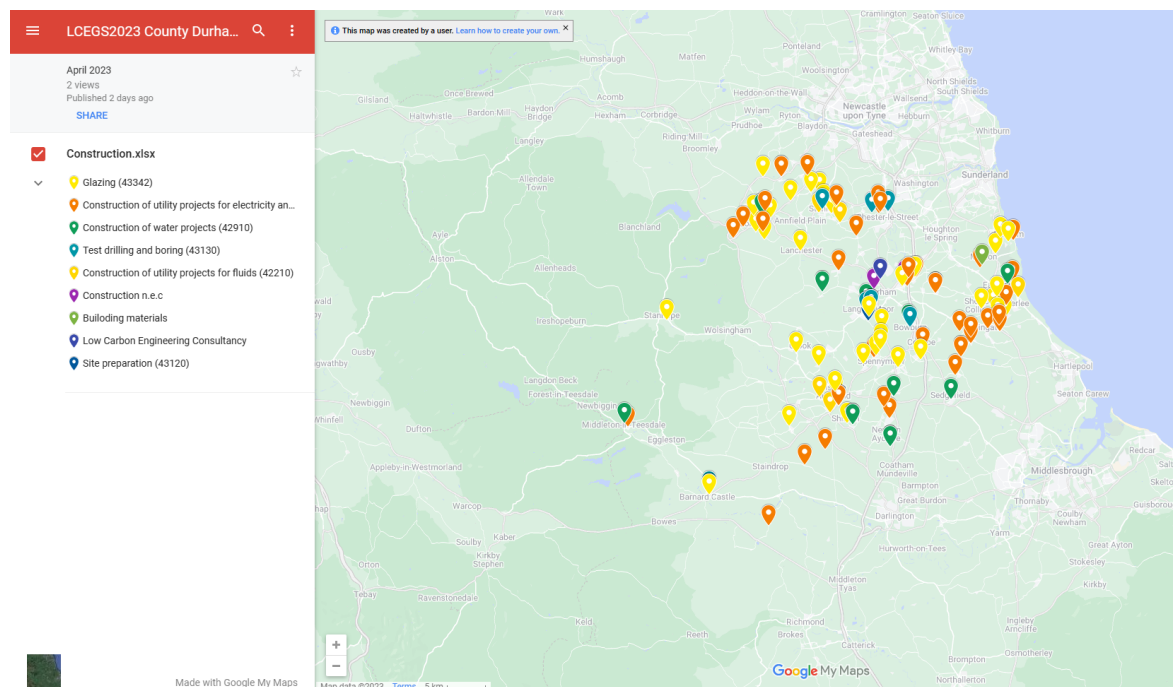 LCEGS2023 County Durha...
April 2023
2 views
Published 2 days ago
SHARE
Construction.xlsx
Glazing (43342)
Construction of utility projects for electricity an...
Construction of water projects (42910)
Test drilling and boring (43130)
Construction of utility projects for fluids (42210)
Construction n.e.c
Builoding materials
Low Carbon Engineering Consultancy
Site preparation (43120)
Made with Google My Maps
This map was created by a user. Learn how to create your own.
Wark
Cramlington
Seaton Sluice
Ponteland
Whitley Bay
Humshaugh
Matfen
Woolsington
North Shields
South Shields
Once Brewed
Gilsland
Acorb
Heddon-on-the-Wall
Wallsend
Haltwhistle
Bardon Mill
Haydon
Bridge
Hexham
Corbridge
Wylam
Ryton
Newcastle
upon Tyne
Hebburn
Prudhoe
Blaydon
Gateshead
Whitburn
Langley
Riding Mill
Broomley
Sunderland
Allendale
Town
Washington
Blanchland
Annfield Plain
Chester-le-Street
Ayle
Houghton
le Spring
Alston
Lanchester
Allenheads
Ireshopeburn
Wolsingham
Ousby
Hartlepool
Langdon Beck
Forest-in-Teesdale
Newbiggin
Newbiggin
Seaton Carew
Dufton
Middleton in Teesdale
Eggleston
Redcar
Appleby-in-Westmorland
Staindrop
Coatham
Mundeville
Middlesbrough
Barmpton
Barnard Castle
Great Burdon
Thornaby
Warcop
Bowes
Darlington
Coulby
Newham
Yarm
Soulby
Kaber
Hurworth-on-Tees
Great Ayton
Kirkby
Stephen
Stokesley
Orton
Middleton
Tyas
Kirkby
Tebay
Ravenstonedale
Keld
Reeth
Richmond
Brokes
Ingleby
Arncliffe
Catterick
Osmotherley
Brompton
Northallerton
Google My Maps
Map data ©2023 Terms 5 km